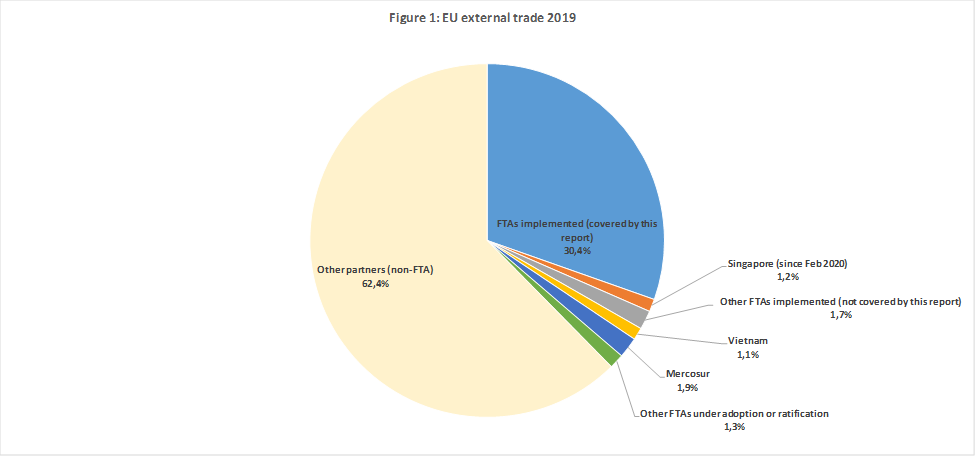 Figure 1: EU external trade 2019
FTAs implemented (covered by this
report)
30,4%
Singapore (since Feb 2020)
1,2%
Other FTAs implemented (not covered by this report)
1,7%
Vietnam
1,1%
Mercosur
1,9%
Other FTAs under adoption or ratification
1,3%
Other partners (non-FTA)
62,4%